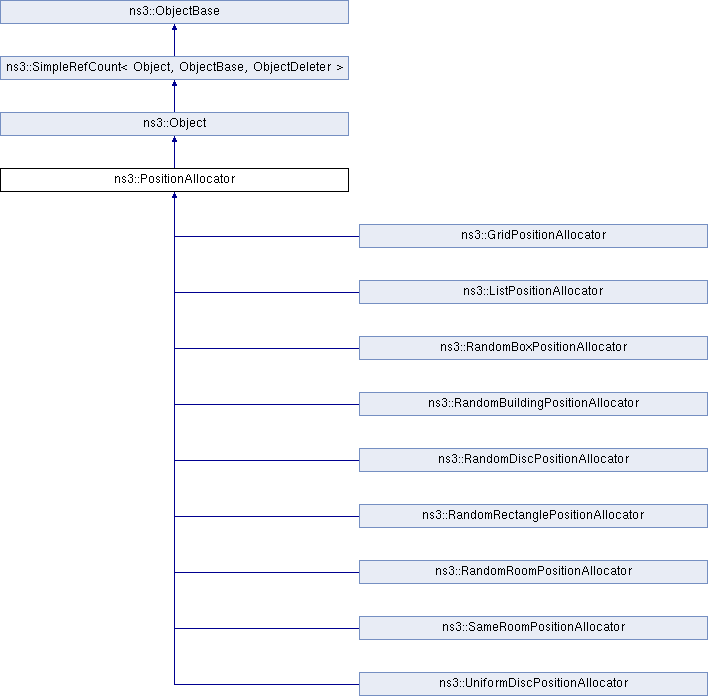 ns3::ObjectBase
ns3::SimpleRefCount< Object, ObjectBase, ObjectDeleter >
ns3::Object
ns3::PositionAllocator
ns3::GridPositionAllocator
ns3::ListPositionAllocator
ns3::RandomBoxPositionAllocator
ns3::RandomBuildingPositionAllocator
ns3::RandomDiscPositionAllocator
ns3::RandomRectanglePositionAllocator
ns3::RandomRoomPositionAllocator
ns3::SameRoomPositionAllocator
ns3::UniformDiscPositionAllocator